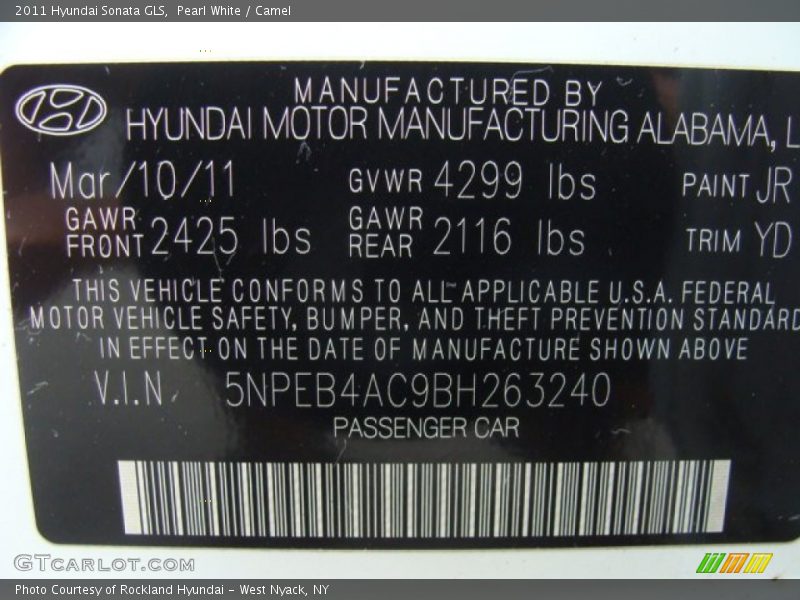 2011 Hyundai Sonata GLS, Pearl White / Camel
MANUFACTURED BY
HYUNDAI MOTOR MANUFACTURING ALABAMA, L
Mar/10/11 GVWR 4299 lbs PAINT JR
GAWR FRONT 2425 lbs GAWR REAR 2116 lbs TRIM YD
THIS VEHICLE CONFORMS TO ALL APPLICABLE U.S.A. FEDERAL
MOTOR VEHICLE SAFETY, BUMPER, AND THEFT PREVENTION STANDARD
IN EFFECT ON THE DATE OF MANUFACTURE SHOWN ABOVE
V.I.N 5NPEB4AC9BH263240
PASSENGER CAR
GTCARLOT.COM
Photo Courtesy of Rockland Hyundai - West Nyack, NY